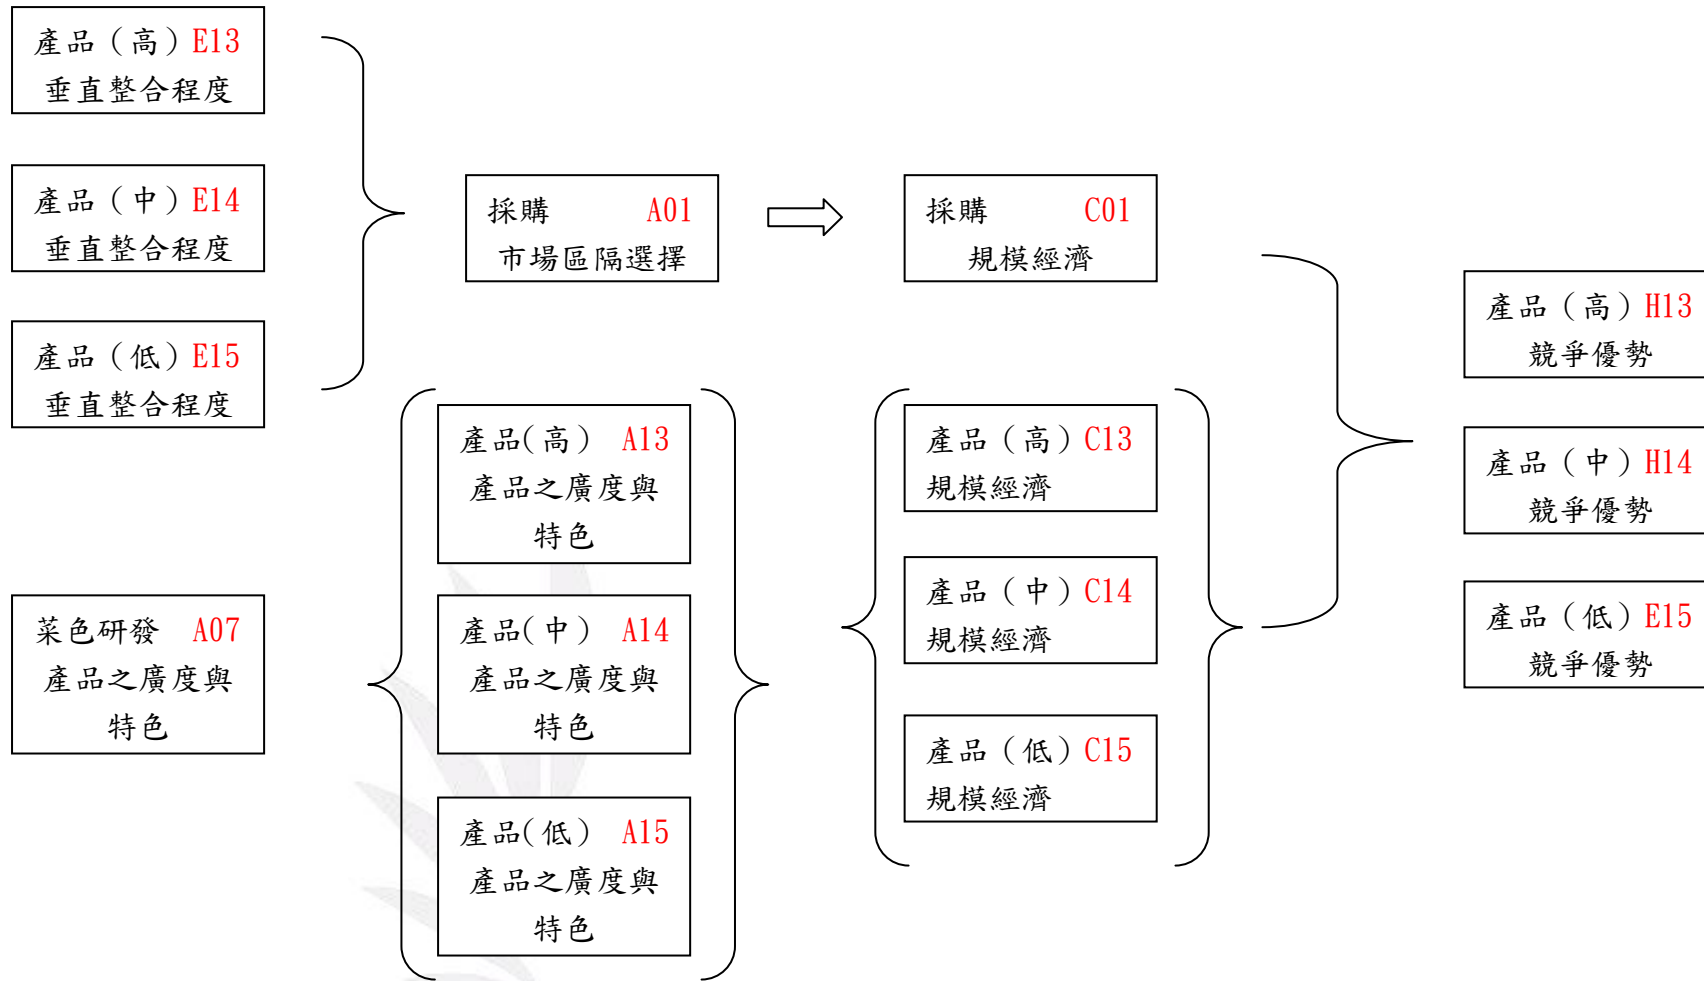 產品（高）E13
垂直整合程度
產品（中）E14
垂直整合程度
產品（低）E15
垂直整合程度
菜色研發 A07
產品之廣度與
特色
採購 A01
市場區隔選擇
產品(高) A13
產品之廣度與
特色
產品(中) A14
產品之廣度與
特色
產品(低) A15
產品之廣度與
特色
採購 C01
規模經濟
產品（高）C13
規模經濟
產品（中）C14
規模經濟
產品（低）C15
規模經濟
產品（高）H13
競爭優勢
產品（中）H14
競爭優勢
產品（低）E15
競爭優勢